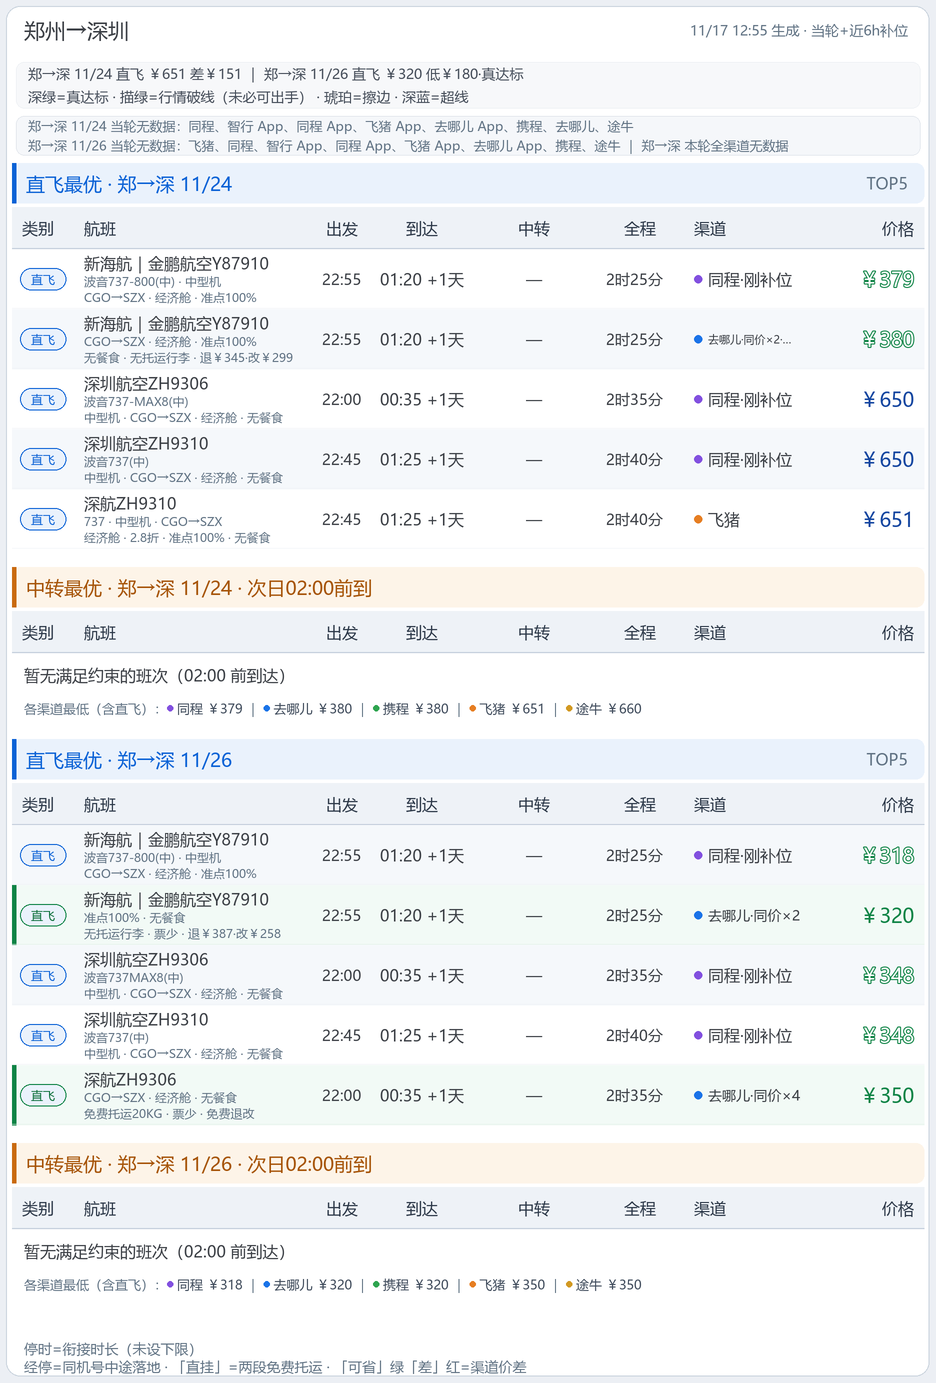 郑州→深圳
11/17 12:55 生成 · 当轮+近6h补位
郑→深 11/24 直飞 ￥651 差￥151 ｜ 郑→深 11/26 直飞 ￥320 低￥180·真达标
深绿=真达标 · 描绿=行情破线（未必可出手） · 琥珀=擦边 · 深蓝=超线
郑→深 11/24 当轮无数据：同程、智行 App、同程 App、飞猪 App、去哪儿 App、携程、去哪儿、途牛
郑→深 11/26 当轮无数据：飞猪、同程、智行 App、同程 App、飞猪 App、去哪儿 App、携程、途牛 ｜ 郑→深 本轮全渠道无数据
直飞最优 · 郑→深 11/24 TOP5
类别 航班 出发 到达 中转 全程 渠道 价格
新海航｜金鹏航空Y87910
波音737-800(中) · 中型机
直飞 22:55 01:20 +1天 — 2时25分 同程·刚补位 ￥379
CGO→SZX · 经济舱 · 准点100%
新海航｜金鹏航空Y87910
CGO→SZX · 经济舱 · 准点100%
直飞 22:55 01:20 +1天 — 2时25分 去哪儿·同价×2·... ￥380
无餐食 · 无托运行李 · 退￥345·改￥299
深圳航空ZH9306
波音737-MAX8(中)
直飞 22:00 00:35 +1天 — 2时35分 同程·刚补位 ￥650
中型机 · CGO→SZX · 经济舱 · 无餐食
深圳航空ZH9310
波音737(中)
直飞 22:45 01:25 +1天 — 2时40分 同程·刚补位 ￥650
中型机 · CGO→SZX · 经济舱 · 无餐食
深航ZH9310
737 · 中型机 · CGO→SZX
直飞 22:45 01:25 +1天 — 2时40分 飞猪 ￥651
经济舱 · 2.8折 · 准点100% · 无餐食
中转最优 · 郑→深 11/24 · 次日02:00前到
类别 航班 出发 到达 中转 全程 渠道 价格
暂无满足约束的班次（02:00 前到达）
各渠道最低（含直飞）: 同程 ￥379 ｜ 去哪儿 ￥380 ｜ 携程 ￥380 ｜ 飞猪 ￥651 ｜ 途牛 ￥660
直飞最优 · 郑→深 11/26 TOP5
类别 航班 出发 到达 中转 全程 渠道 价格
新海航｜金鹏航空Y87910
波音737-800(中) · 中型机
直飞 22:55 01:20 +1天 — 2时25分 同程·刚补位 ￥318
CGO→SZX · 经济舱 · 准点100%
新海航｜金鹏航空Y87910
准点100% · 无餐食
直飞 22:55 01:20 +1天 — 2时25分 去哪儿·同价×2 ￥320
无托运行李 · 票少 · 退￥387·改￥258
深圳航空ZH9306
波音737MAX8(中)
直飞 22:00 00:35 +1天 — 2时35分 同程·刚补位 ￥348
中型机 · CGO→SZX · 经济舱 · 无餐食
深圳航空ZH9310
波音737(中)
直飞 22:45 01:25 +1天 — 2时40分 同程·刚补位 ￥348
中型机 · CGO→SZX · 经济舱 · 无餐食
深航ZH9306
CGO→SZX · 经济舱 · 无餐食
直飞 22:00 00:35 +1天 — 2时35分 去哪儿·同价×4 ￥350
免费托运20KG · 票少 · 免费退改
中转最优 · 郑→深 11/26 · 次日02:00前到
类别 航班 出发 到达 中转 全程 渠道 价格
暂无满足约束的班次（02:00 前到达）
各渠道最低（含直飞）: 同程 ￥318 ｜ 去哪儿 ￥320 ｜ 携程 ￥320 ｜ 飞猪 ￥350 ｜ 途牛 ￥350
停时=衔接时长（未设下限）
经停=同机号中途落地 · 「直挂」=两段免费托运 · 「可省」绿「差」红=渠道价差